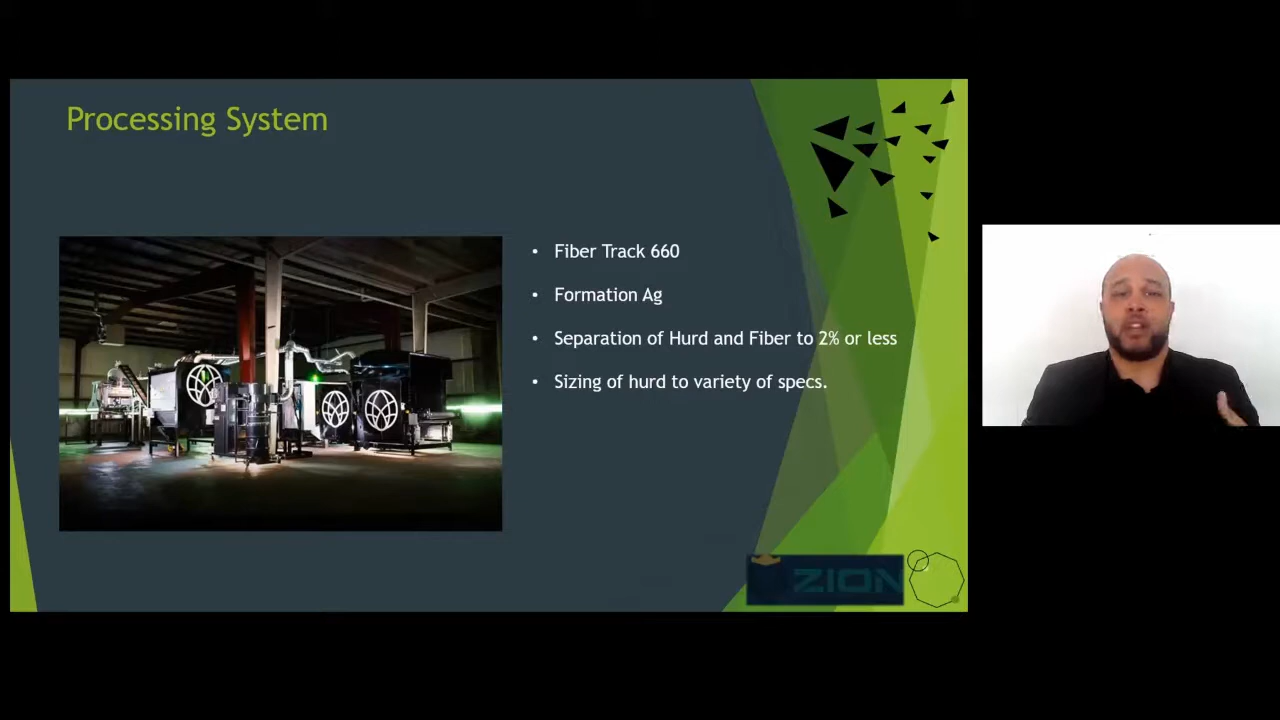 Processing System
• Fiber Track 660
• Formation Ag
• Separation of Hurd and Fiber to 2% or less
• Sizing of hurd to variety of specs.
ZION